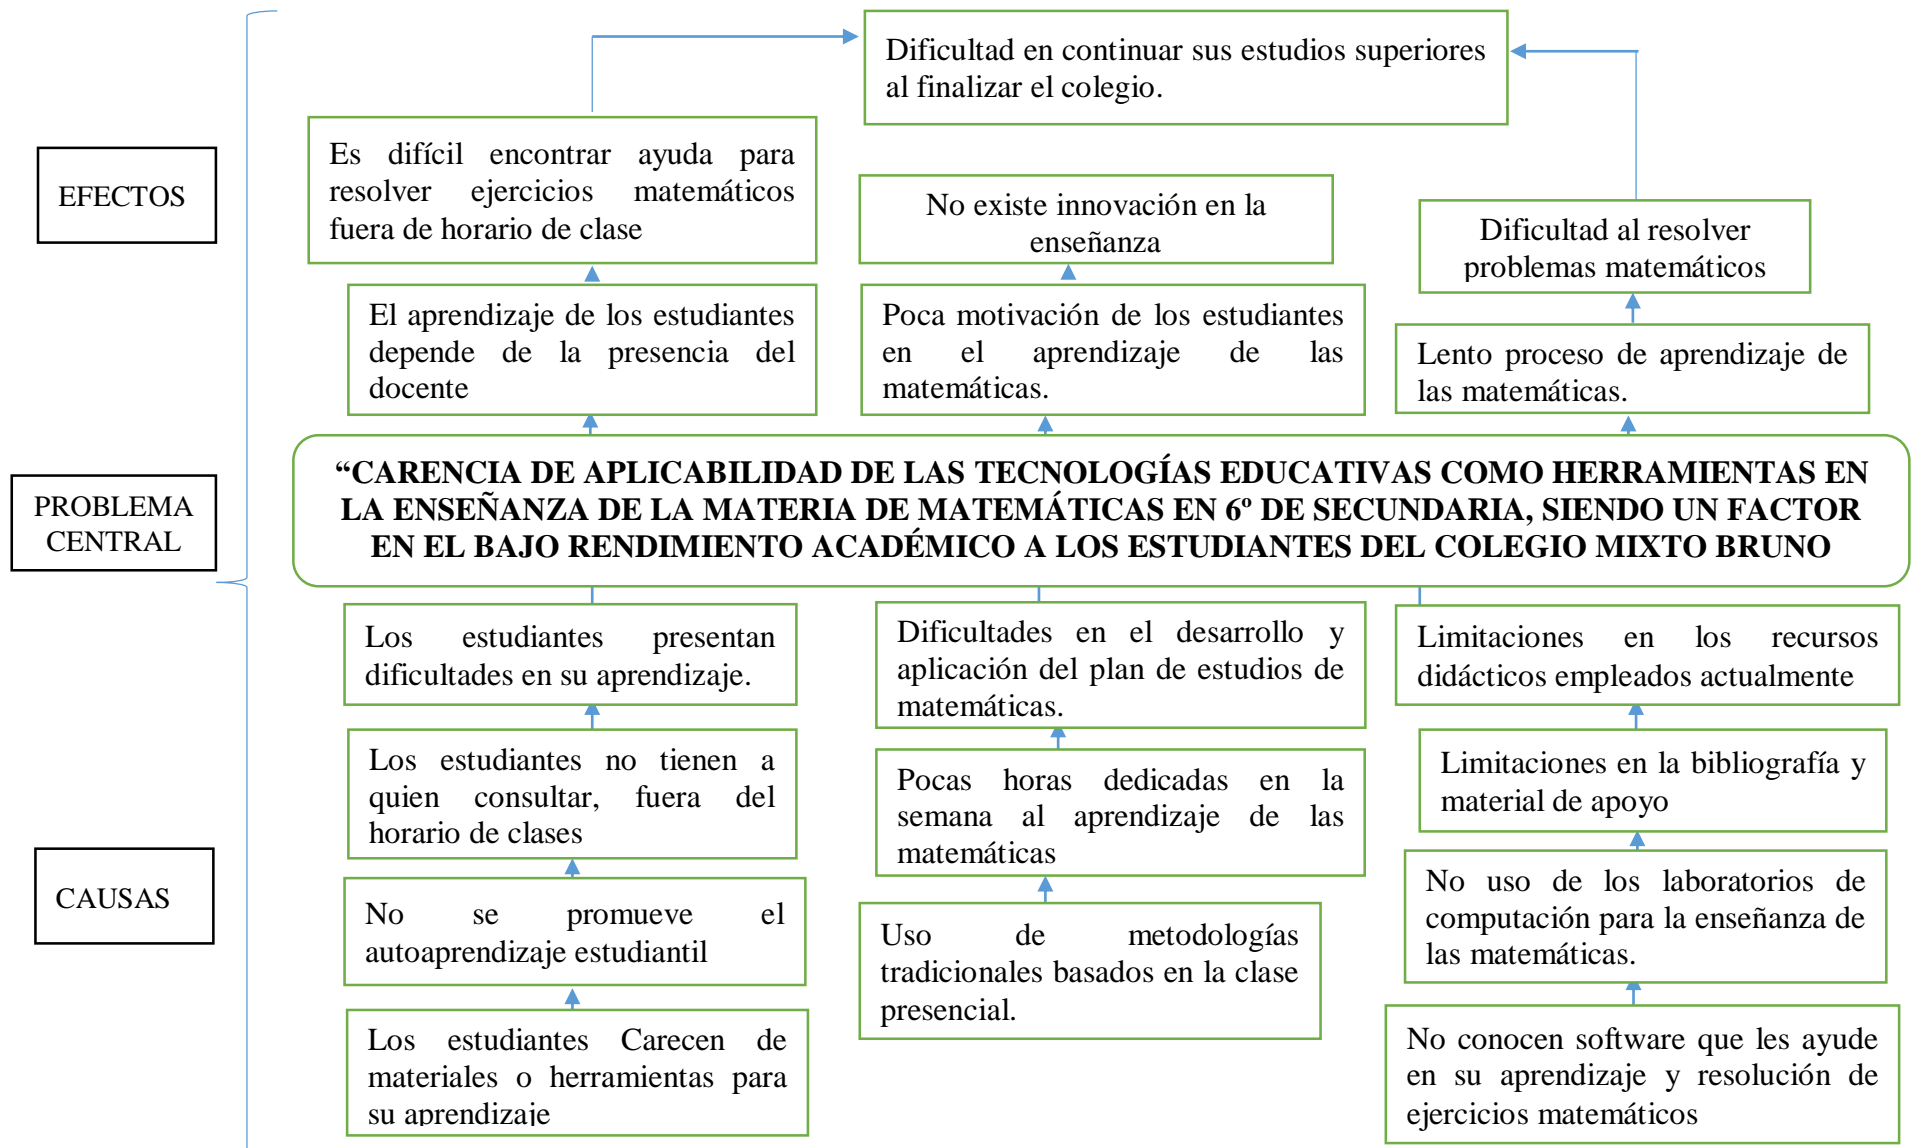 Dificultad en continuar sus estudios superiores
al finalizar el colegio.
EFECTOS
Es difícil encontrar ayuda para
resolver ejercicios matemáticos
fuera de horario de clase
No existe innovación en la
enseñanza
Dificultad al resolver
problemas matemáticos
El aprendizaje de los estudiantes
depende de la presencia del
docente
Poca motivación de los estudiantes
en el aprendizaje de las
matemáticas.
Lento proceso de aprendizaje de
las matemáticas.
PROBLEMA
CENTRAL
“CARENCIA DE APLICABILIDAD DE LAS TECNOLOGÍAS EDUCATIVAS COMO HERRAMIENTAS EN
LA ENSEÑANZA DE LA MATERIA DE MATEMÁTICAS EN 6º DE SECUNDARIA, SIENDO UN FACTOR
EN EL BAJO RENDIMIENTO ACADÉMICO A LOS ESTUDIANTES DEL COLEGIO MIXTO BRUNO
CAUSAS
Los estudiantes presentan
dificultades en su aprendizaje.
Dificultades en el desarrollo y
aplicación del plan de estudios de
matemáticas.
Limitaciones en los recursos
didácticos empleados actualmente
Los estudiantes no tienen a
quien consultar, fuera del
horario de clases
Pocas horas dedicadas en la
semana al aprendizaje de las
matemáticas
Limitaciones en la bibliografía y
material de apoyo
No se promueve el
autoaprendizaje estudiantil
Uso de metodologías
tradicionales basados en la clase
presencial.
No uso de los laboratorios de
computación para la enseñanza de
las matemáticas.
Los estudiantes Carecen de
materiales o herramientas para
su aprendizaje
No conocen software que les ayude
en su aprendizaje y resolución de
ejercicios matemáticos